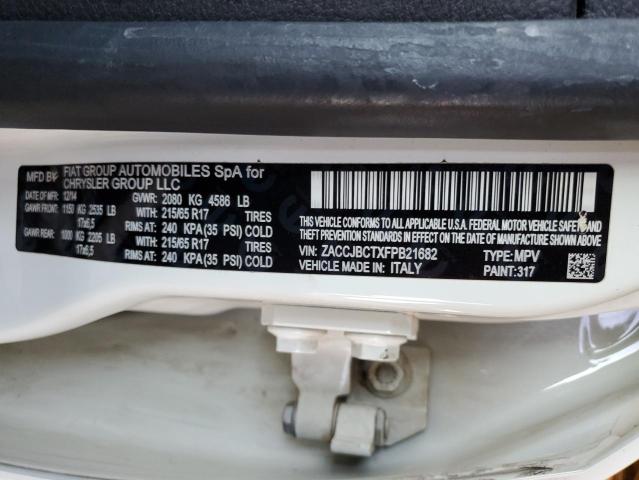 MFD BY FIAT GROUP AUTOMOBILES SpA for
CHRYSLER GROUP LLC
DATE OF MFR: 12/14 GVWR: 2080 KG 4586 LB
GAWR FRONT: 1150 KG 2535 LB WITH: 215/65 R17 TIRES
17x6,5 RIMS AT: 240 KPA(35 PSI) COLD
GAWR REAR: 1000 KG 2205 LB WITH: 215/65 R17 TIRES
17x6,5 RIMS AT: 240 KPA(35 PSI) COLD
THIS VEHICLE CONFORMS TO ALL APPLICABLE U.S.A. FEDERAL MOTOR VEHICLE SAFETY AND
THEFT PREVENTION STANDARDS IN EFFECT ON THE DATE OF MANUFACTURE SHOWN ABOVE.
VIN: ZACCJBCTXFPB21682 TYPE: MPV
VEHICLE MADE IN: ITALY PAINT: 317